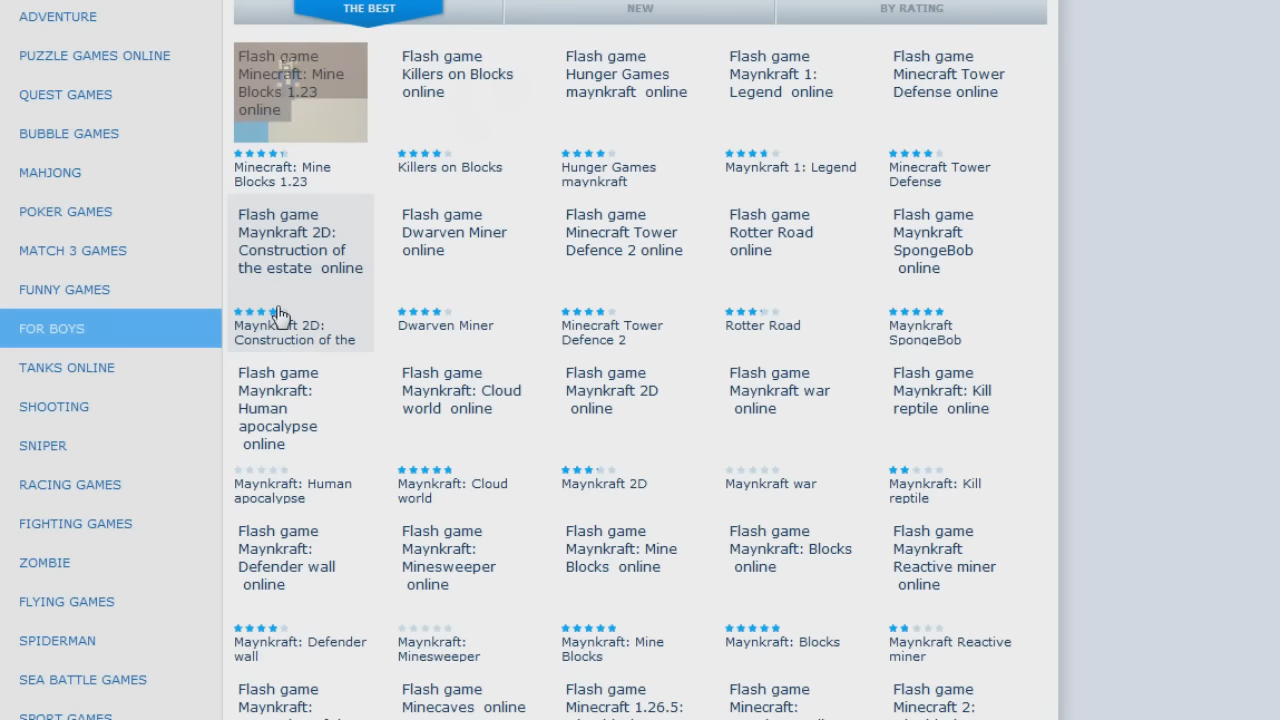 THE BEST
NEW
BY RATING
ADVENTURE
PUZZLE GAMES ONLINE
QUEST GAMES
BUBBLE GAMES
MAHJONG
POKER GAMES
MATCH 3 GAMES
FUNNY GAMES
FOR BOYS
TANKS ONLINE
SHOOTING
SNIPER
RACING GAMES
FIGHTING GAMES
ZOMBIE
FLYING GAMES
SPIDERMAN
SEA BATTLE GAMES
SPORT GAMES
Flash game
Minecraft: Mine
Blocks 1.23
online
Minecraft: Mine
Blocks 1.23
Flash game
Killers on Blocks
online
Killers on Blocks
Flash game
Hunger Games
maynkraft online
Hunger Games
maynkraft
Flash game
Maynkraft 1:
Legend online
Maynkraft 1: Legend
Flash game
Minecraft Tower
Defense online
Minecraft Tower
Defense
Flash game
Maynkraft 2D:
Construction of
the estate online
Maynkraft 2D:
Construction of the
Flash game
Dwarven Miner
online
Dwarven Miner
Flash game
Minecraft Tower
Defence 2 online
Minecraft Tower
Defence 2
Flash game
Rotter Road
online
Rotter Road
Flash game
Maynkraft
SpongeBob
online
Maynkraft
SpongeBob
Flash game
Maynkraft:
Human
apocalypse
online
Maynkraft: Human
apocalypse
Flash game
Maynkraft: Cloud
world online
Maynkraft: Cloud
world
Flash game
Maynkraft 2D
online
Maynkraft 2D
Flash game
Maynkraft war
online
Maynkraft war
Flash game
Maynkraft: Kill
reptile online
Maynkraft: Kill
reptile
Flash game
Maynkraft:
Defender wall
online
Maynkraft: Defender
wall
Flash game
Maynkraft:
Minesweeper
online
Maynkraft:
Minesweeper
Flash game
Maynkraft: Mine
Blocks online
Maynkraft: Mine
Blocks
Flash game
Maynkraft: Blocks
online
Maynkraft: Blocks
Flash game
Maynkraft
Reactive miner
online
Maynkraft Reactive
miner
Flash game
Maynkraft:
Flash game
Minecaves online
Flash game
Minecraft 1.26.5:
Flash game
Minecraft:
Flash game
Minecraft 2: